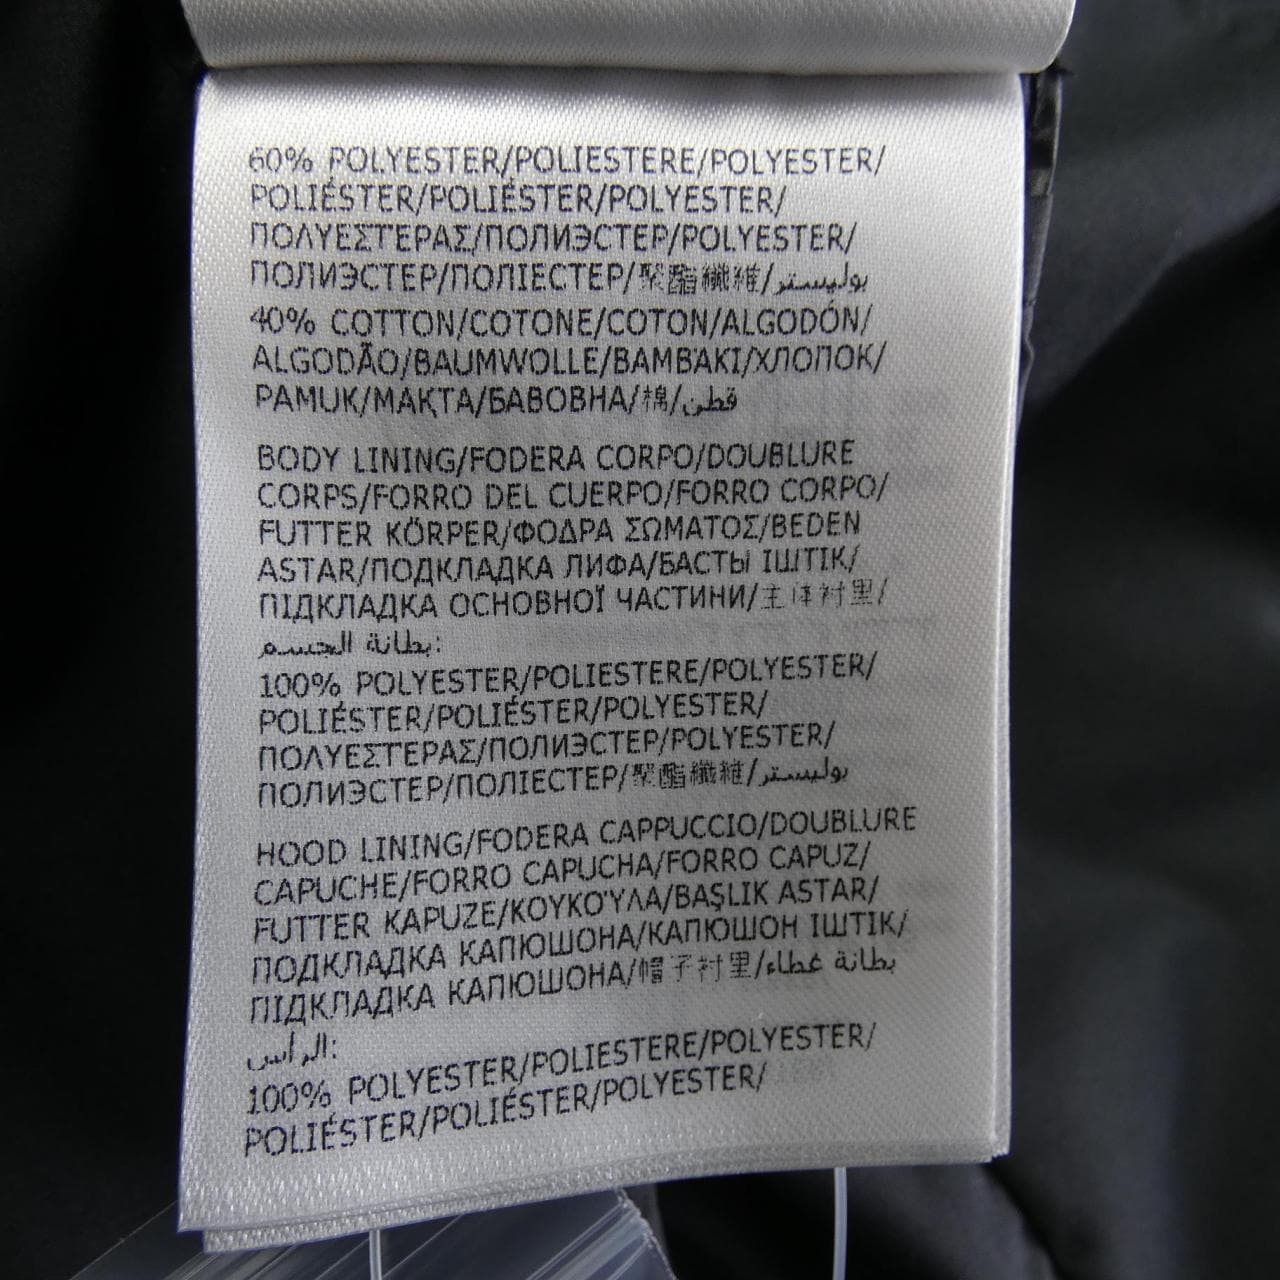 60% POLYESTER/POLIESTERE/POLYESTER/
POLIÉSTER/POLIÉSTER/POLYESTER/
ΠΟΛΥΕΣΤΕΡΑΣ/ПОЛИЭСТЕР/POLYESTER/
ПОЛИЭСТЕР/ПОЛІЕСТЕР/聚酯纖維/بوليستر
40% COTTON/COTONE/COTON/ALGODÓN/
ALGODÃO/BAUMWOLLE/ΒΑΜΒΆΚΙ/ХЛОПОК/
PAMUK/МАҚТА/БАВОВНА/棉/قطن
BODY LINING/FODERA CORPO/DOUBLURE
CORPS/FORRO DEL CUERPO/FORRO CORPO/
FUTTER KÖRPER/ΦΟΔΡΑ ΣΩΜΑΤΟΣ/BEDEN
ASTAR/ПОДКЛАДКА ЛИФА/БАСТЫ ІШТІК/
ПІДКЛАДКА ОСНОВНОЇ ЧАСТИНИ/主体衬里/
بطانة الجسم:
100% POLYESTER/POLIESTERE/POLYESTER/
POLIÉSTER/POLIÉSTER/POLYESTER/
ΠΟΛΥΕΣΤΕΡΑΣ/ПОЛИЭСТЕР/POLYESTER/
ПОЛИЭСТЕР/ПОЛІЕСТЕР/聚酯纖維/بوليستر
HOOD LINING/FODERA CAPPUCCIO/DOUBLURE
CAPUCHE/FORRO CAPUCHA/FORRO CAPUZ/
FUTTER KAPUZE/ΚΟΥΚΟΎΛΑ/BAŞLIK ASTAR/
ПОДКЛАДКА КАПЮШОНА/КАПЮШОН ІШТІК/
ПІДКЛАДКА КАПЮШОНА/帽子衬里/بطانة غطاء
الرأس:
100% POLYESTER/POLIESTERE/POLYESTER/
POLIÉSTER/POLIÉSTER/POLYESTER/